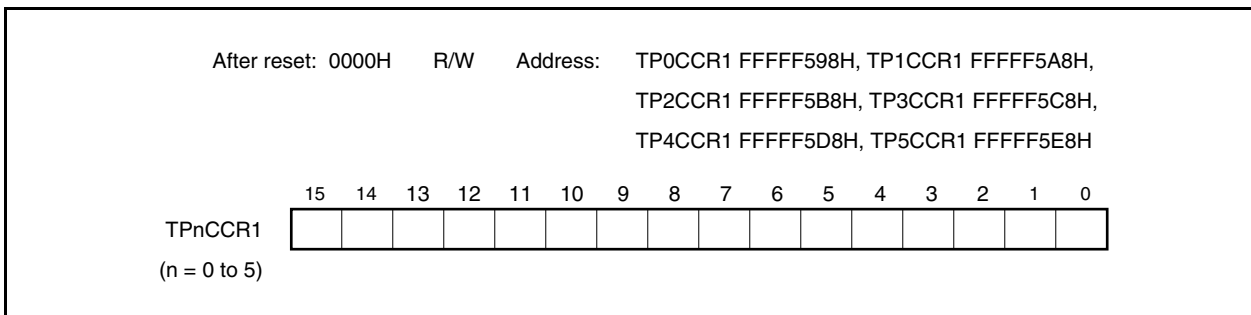 After reset: 0000H R/W Address: TP0CCR1 FFFFF598H, TP1CCR1 FFFFF5A8H,
TP2CCR1 FFFFF5B8H, TP3CCR1 FFFFF5C8H,
TP4CCR1 FFFFF5D8H, TP5CCR1 FFFFF5E8H
15 14 13 12 11 10 9 8 7 6 5 4 3 2 1 0
TPnCCR1
(n = 0 to 5)